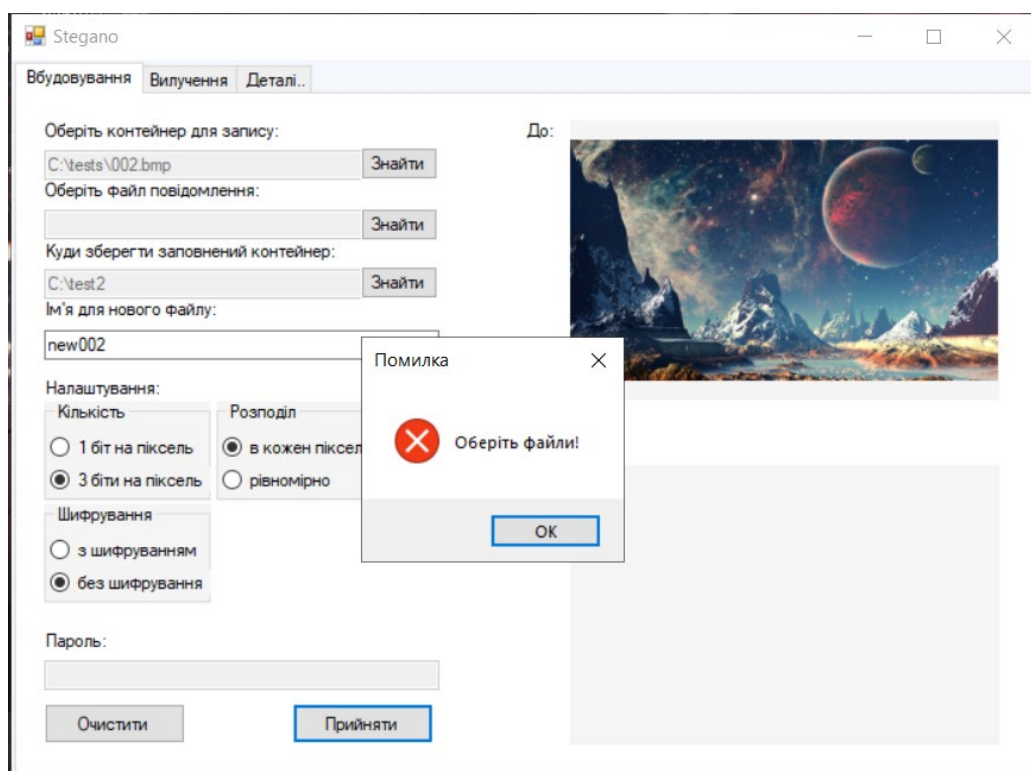 Stegano
Вбудовування Вилучення Деталі..
Оберіть контейнер для запису:
C:\tests\002.bmp Знайти
Оберіть файл повідомлення:
Знайти
Куди зберегти заповнений контейнер:
C:\test2 Знайти
Ім'я для нового файлу:
new002
Налаштування:
Кількість
1 біт на піксель
3 біти на піксель
Розподіл
в кожен піксел
рівномірно
Шифрування
з шифруванням
без шифрування
Пароль:
Очистити Прийняти
До:
Помилка
Оберіть файли!
OK